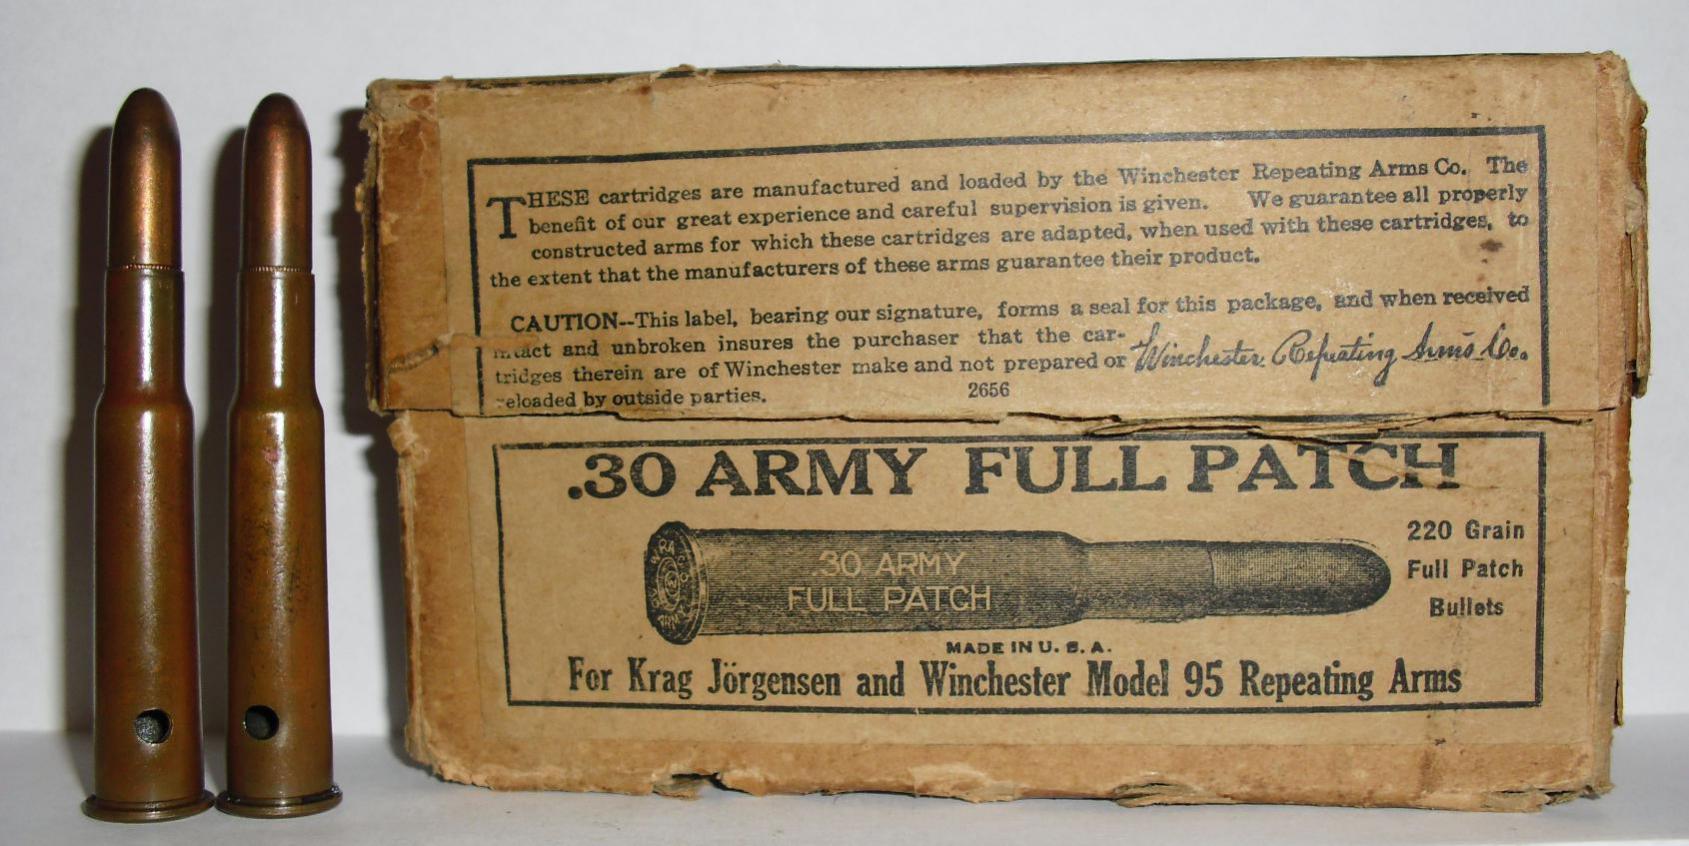 THESE cartridges are manufactured and loaded by the Winchester Repeating Arms Co. The
benefit of our great experience and careful supervision is given. We guarantee all properly
constructed arms for which these cartridges are adapted, when used with these cartridges, to
the extent that the manufacturers of these arms guarantee their product.
CAUTION--This label, bearing our signature, forms a seal for this package, and when received
intact and unbroken insures the purchaser that the car-
tridges therein are of Winchester make and not prepared or
reloaded by outside parties.
Winchester Repeating Arms Co.
2656
.30 ARMY FULL PATCH
220 Grain
Full Patch
Bullets
30 ARMY
FULL PATCH
MADE IN U. S. A.
For Krag Jörgensen and Winchester Model 95 Repeating Arms